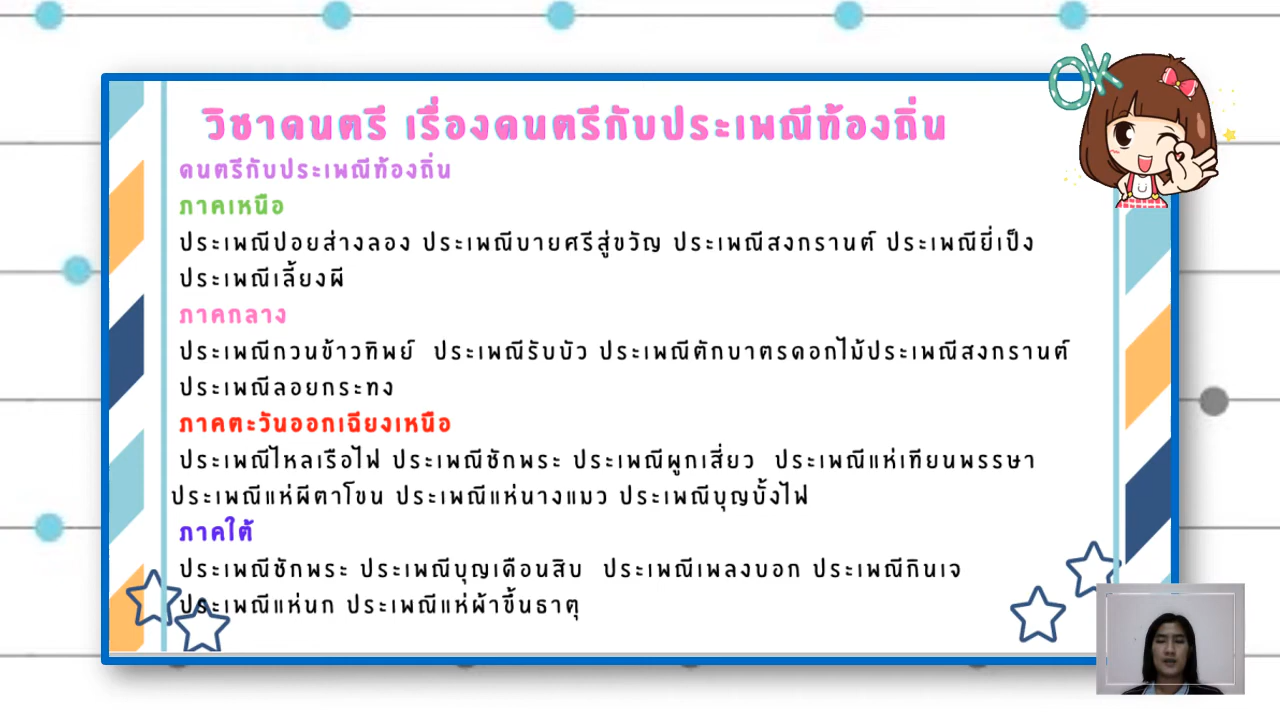 วิชาดนตรี เรื่องดนตรีกับประเพณีท้องถิ่น
OK
ดนตรีกับประเพณีท้องถิ่น
ภาคเหนือ
ประเพณีปอยส่างลอง ประเพณีบายศรีสู่ขวัญ ประเพณีสงกรานต์ ประเพณียี่เป็ง
ประเพณีเลี้ยงผี
ภาคกลาง
ประเพณีกวนข้าวทิพย์ ประเพณีรับบัว ประเพณีตักบาตรดอกไม้ประเพณีสงกรานต์
ประเพณีลอยกระทง
ภาคตะวันออกเฉียงเหนือ
ประเพณีไหลเรือไฟ ประเพณีชักพระ ประเพณีผูกเสี่ยว ประเพณีแห่เทียนพรรษา
ประเพณีแห่ผีตาโขน ประเพณีแห่นางแมว ประเพณีบุญบั้งไฟ
ภาคใต้
ประเพณีชักพระ ประเพณีบุญเดือนสิบ ประเพณีเพลงบอก ประเพณีกินเจ
ประเพณีแห่นก ประเพณีแห่ผ้าขึ้นธาตุ